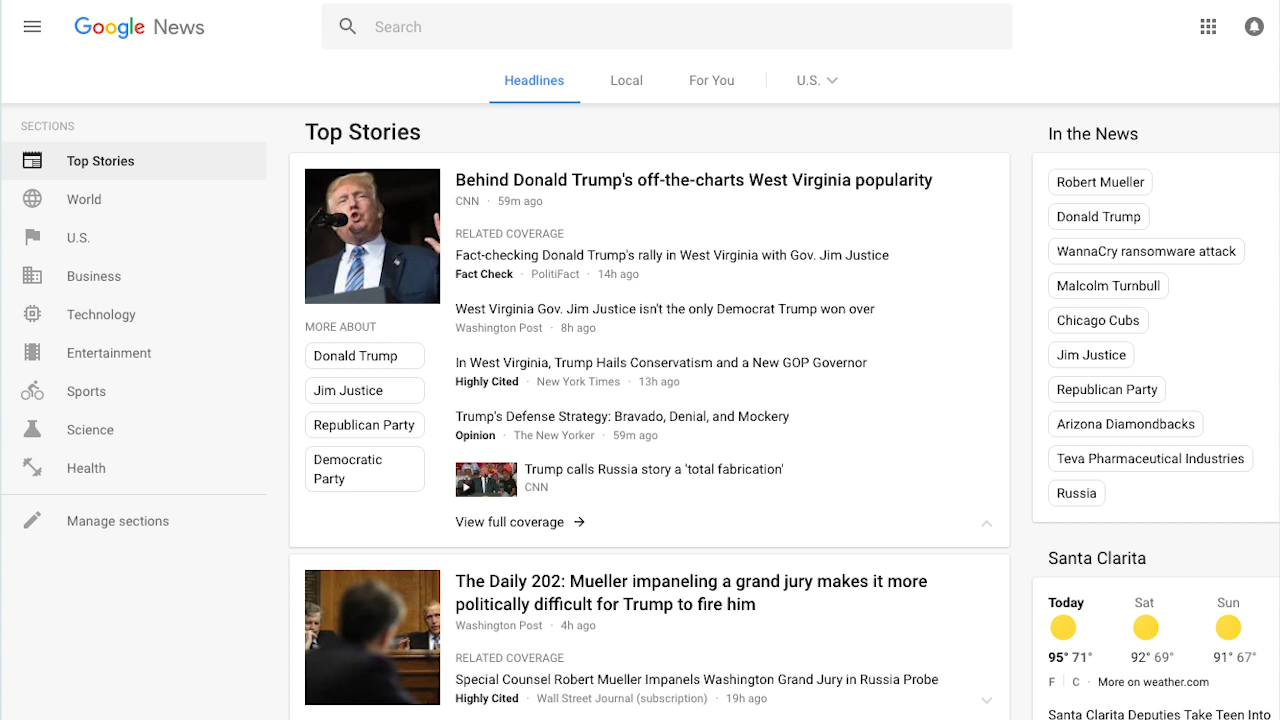 Google News
Search
Headlines
Local
For You
U.S.
SECTIONS
Top Stories
World
U.S.
Business
Technology
Entertainment
Sports
Science
Health
Manage sections
Top Stories
Behind Donald Trump's off-the-charts West Virginia popularity
CNN · 59m ago
RELATED COVERAGE
Fact-checking Donald Trump's rally in West Virginia with Gov. Jim Justice
Fact Check · PolitiFact · 14h ago
West Virginia Gov. Jim Justice isn't the only Democrat Trump won over
Washington Post · 8h ago
In West Virginia, Trump Hails Conservatism and a New GOP Governor
Highly Cited · New York Times · 13h ago
Trump's Defense Strategy: Bravado, Denial, and Mockery
Opinion · The New Yorker · 59m ago
Trump calls Russia story a 'total fabrication'
CNN
View full coverage
MORE ABOUT
Donald Trump
Jim Justice
Republican Party
Democratic
Party
The Daily 202: Mueller impaneling a grand jury makes it more
politically difficult for Trump to fire him
Washington Post · 4h ago
RELATED COVERAGE
Special Counsel Robert Mueller Impanels Washington Grand Jury in Russia Probe
Highly Cited · Wall Street Journal (subscription) · 19h ago
In the News
Robert Mueller
Donald Trump
WannaCry ransomware attack
Malcolm Turnbull
Chicago Cubs
Jim Justice
Republican Party
Arizona Diamondbacks
Teva Pharmaceutical Industries
Russia
Santa Clarita
Today Sat Sun
95° 71° 92° 69° 91° 67°
F | C · More on weather.com
Santa Clarita Deputies Take Teen Into